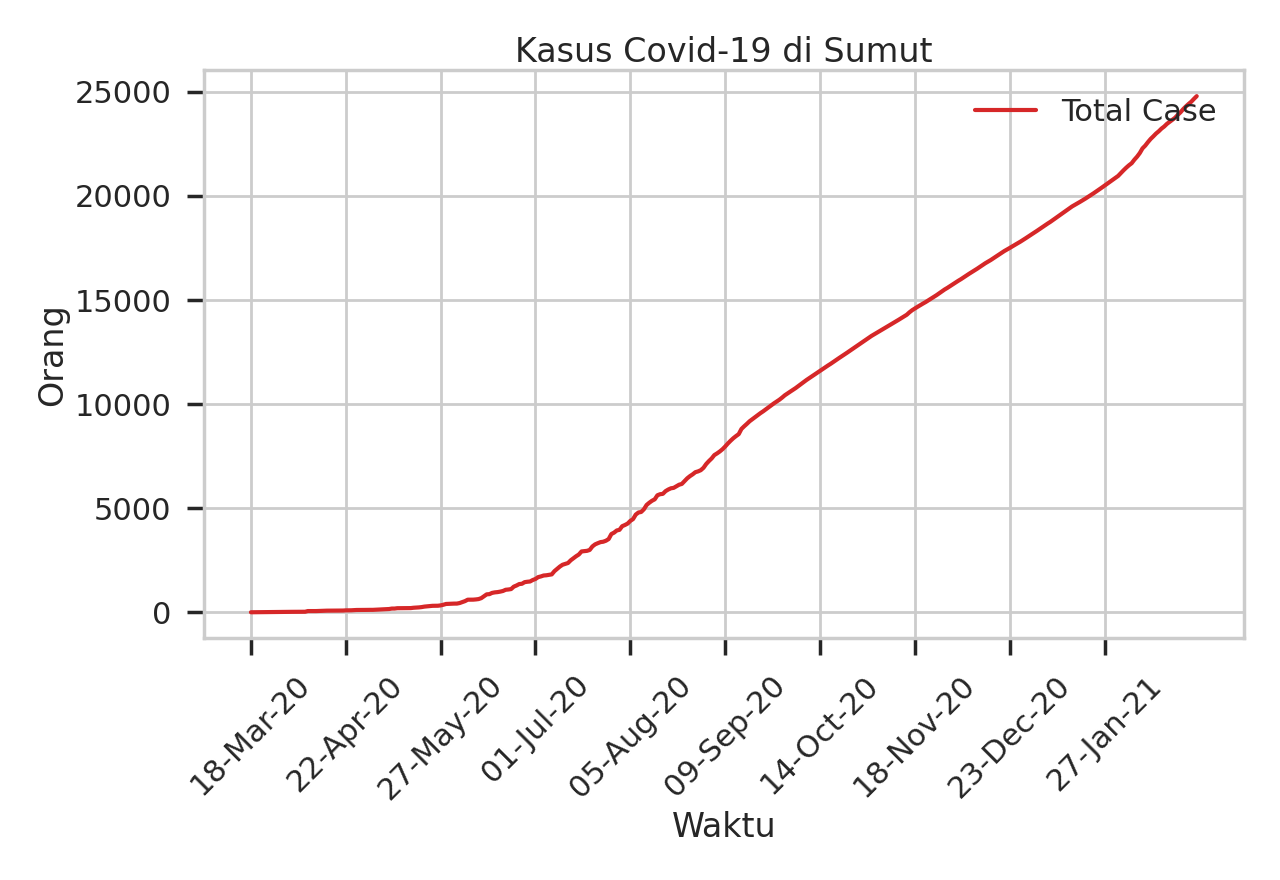 Kasus Covid-19 di Sumut
Total Case
25000
20000
15000
10000
5000
0
Orang
18-Mar-20
22-Apr-20
27-May-20
01-Jul-20
05-Aug-20
09-Sep-20
14-Oct-20
18-Nov-20
23-Dec-20
27-Jan-21
Waktu